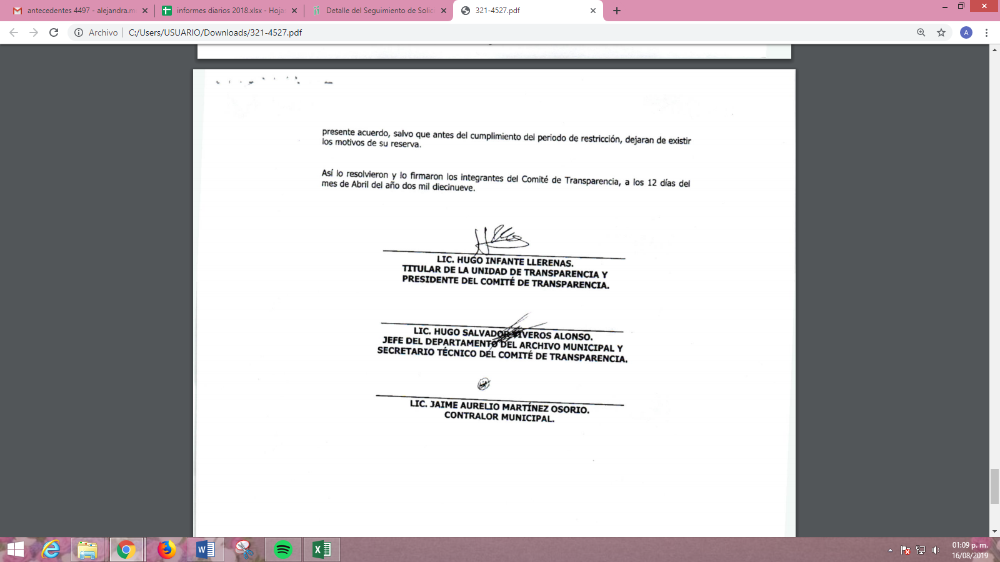 antecedentes 4497 - alejandra.m
informes diarios 2018.xlsx - Hoja
Detalle del Seguimiento de Solic
321-4527.pdf
Archivo
C:/Users/USUARIO/Downloads/321-4527.pdf
A
presente acuerdo, salvo que antes del cumplimiento del periodo de restricción, dejaran de existir
los motivos de su reserva.
Así lo resolvieron y lo firmaron los integrantes del Comité de Transparencia, a los 12 días del
mes de Abril del año dos mil diecinueve.
LIC. HUGO INFANTE LLERENAS.
TITULAR DE LA UNIDAD DE TRANSPARENCIA Y
PRESIDENTE DEL COMITÉ DE TRANSPARENCIA.
LIC. HUGO SALVADOR VIVEROS ALONSO.
JEFE DEL DEPARTAMENTO DEL ARCHIVO MUNICIPAL Y
SECRETARIO TÉCNICO DEL COMITÉ DE TRANSPARENCIA.
LIC. JAIME AURELIO MARTÍNEZ OSORIO.
CONTRALOR MUNICIPAL.
01:09 p. m.
16/08/2019